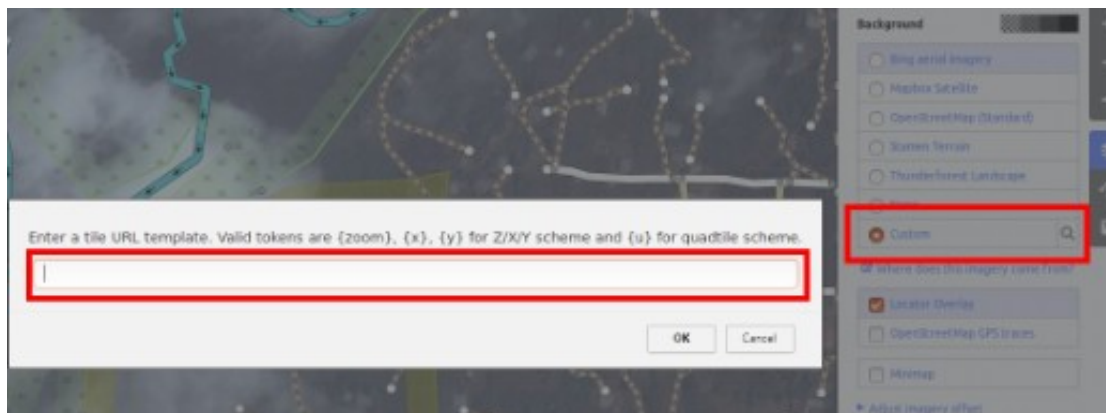 Background
Bing aerial imagery
Mapbox Satellite
OpenStreetMap (Standard)
Stamen Terrain
Thunderforest Landscape
None
Custom
Where does this imagery come from?
Locator Overlay
OpenStreetMap GPS traces
Minimap
Adjust imagery offset
Enter a tile URL template. Valid tokens are {zoom}, {x}, {y} for Z/X/Y scheme and {u} for quadtile scheme.
OK
Cancel